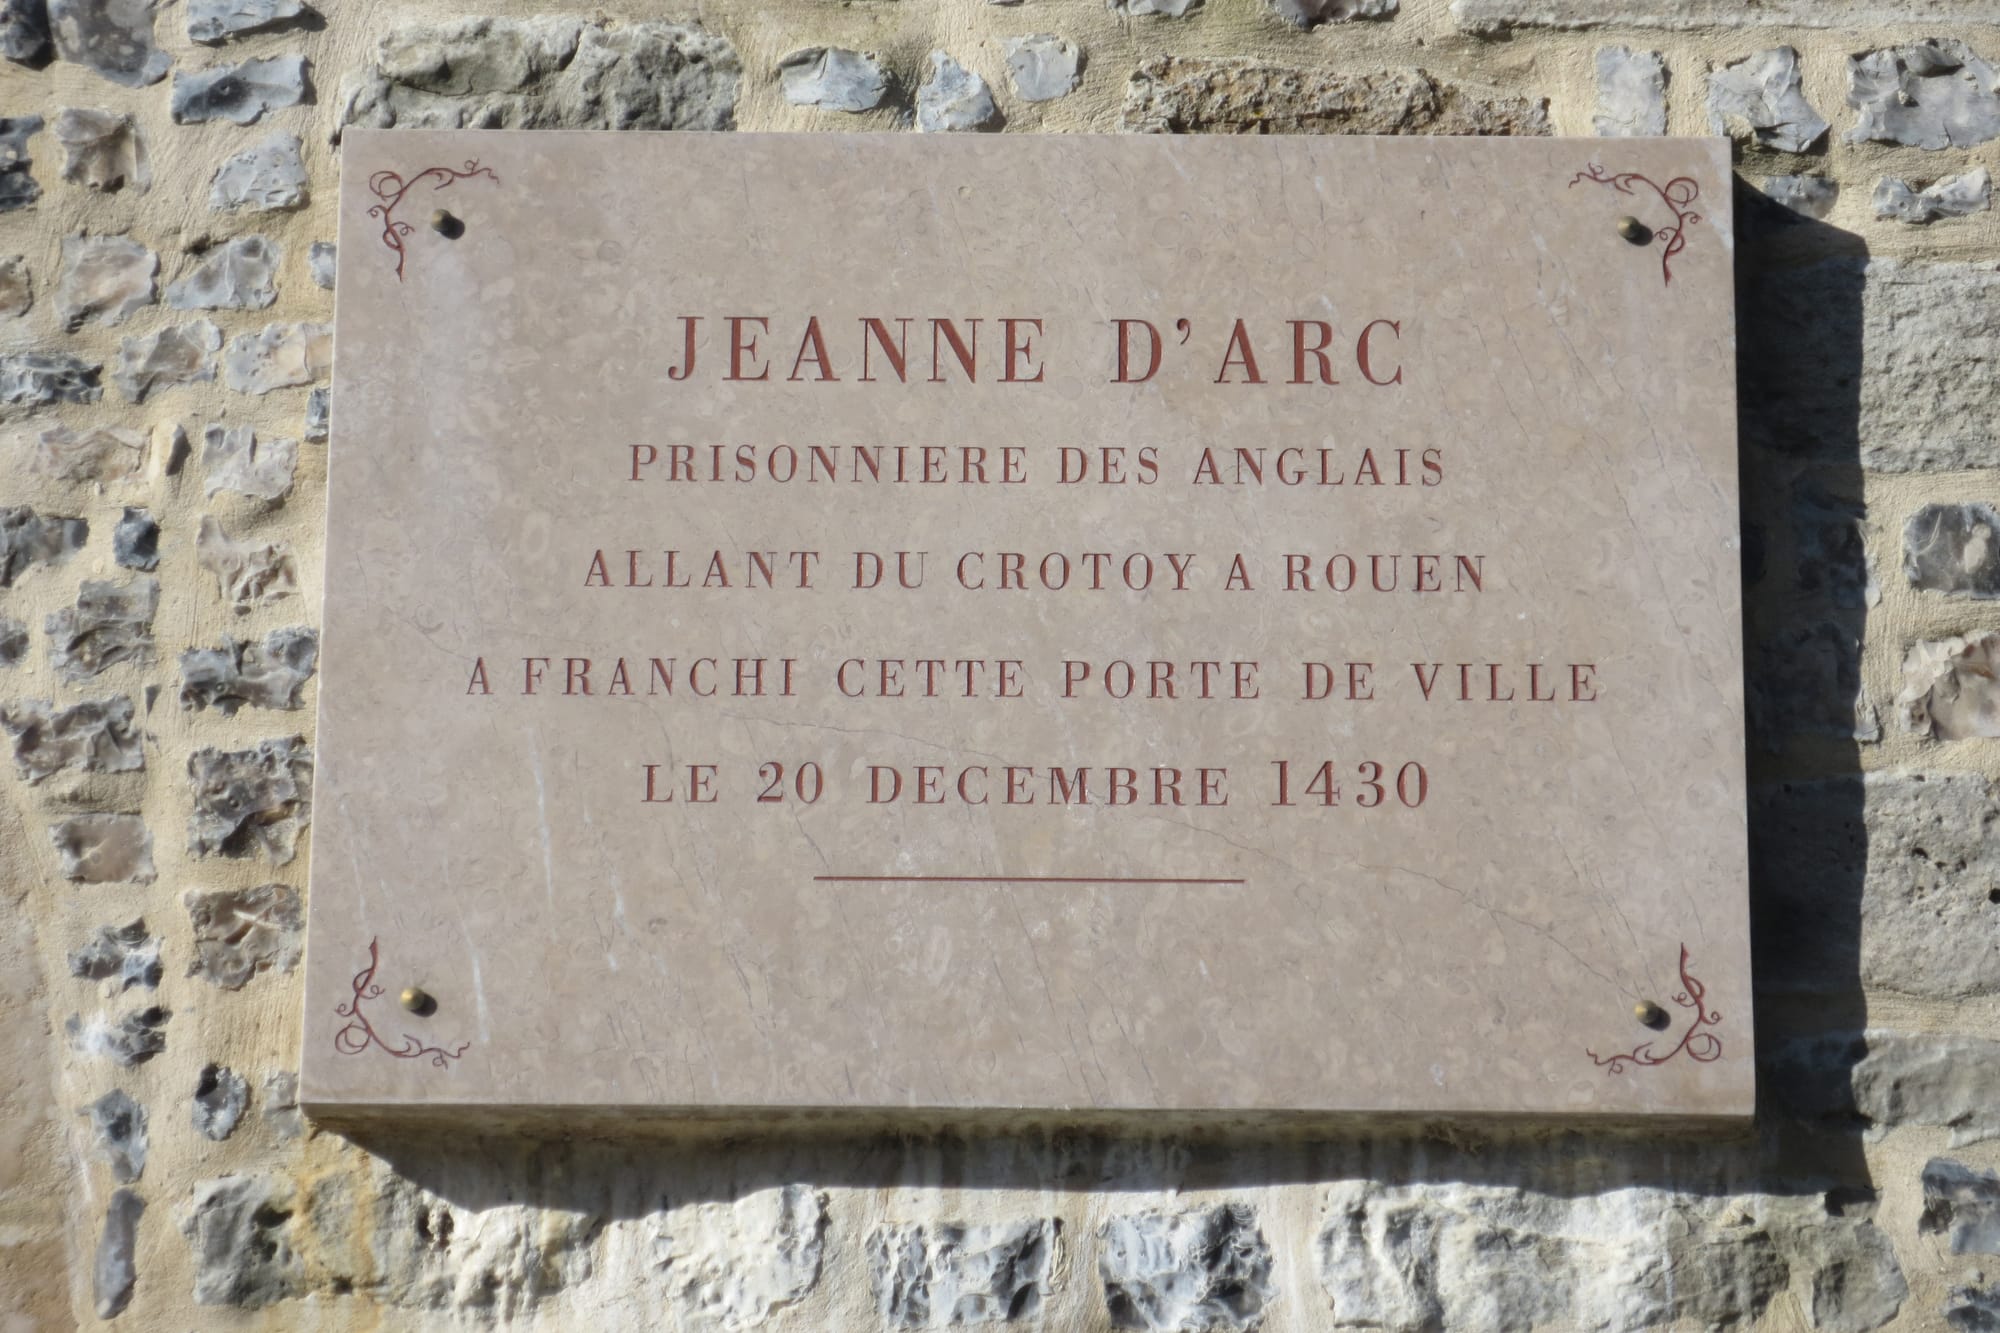 JEANNE D'ARC
PRISONNIERE DES ANGLAIS
ALLANT DU CROTOY A ROUEN
A FRANCHI CETTE PORTE DE VILLE
LE 20 DECEMBRE 1430